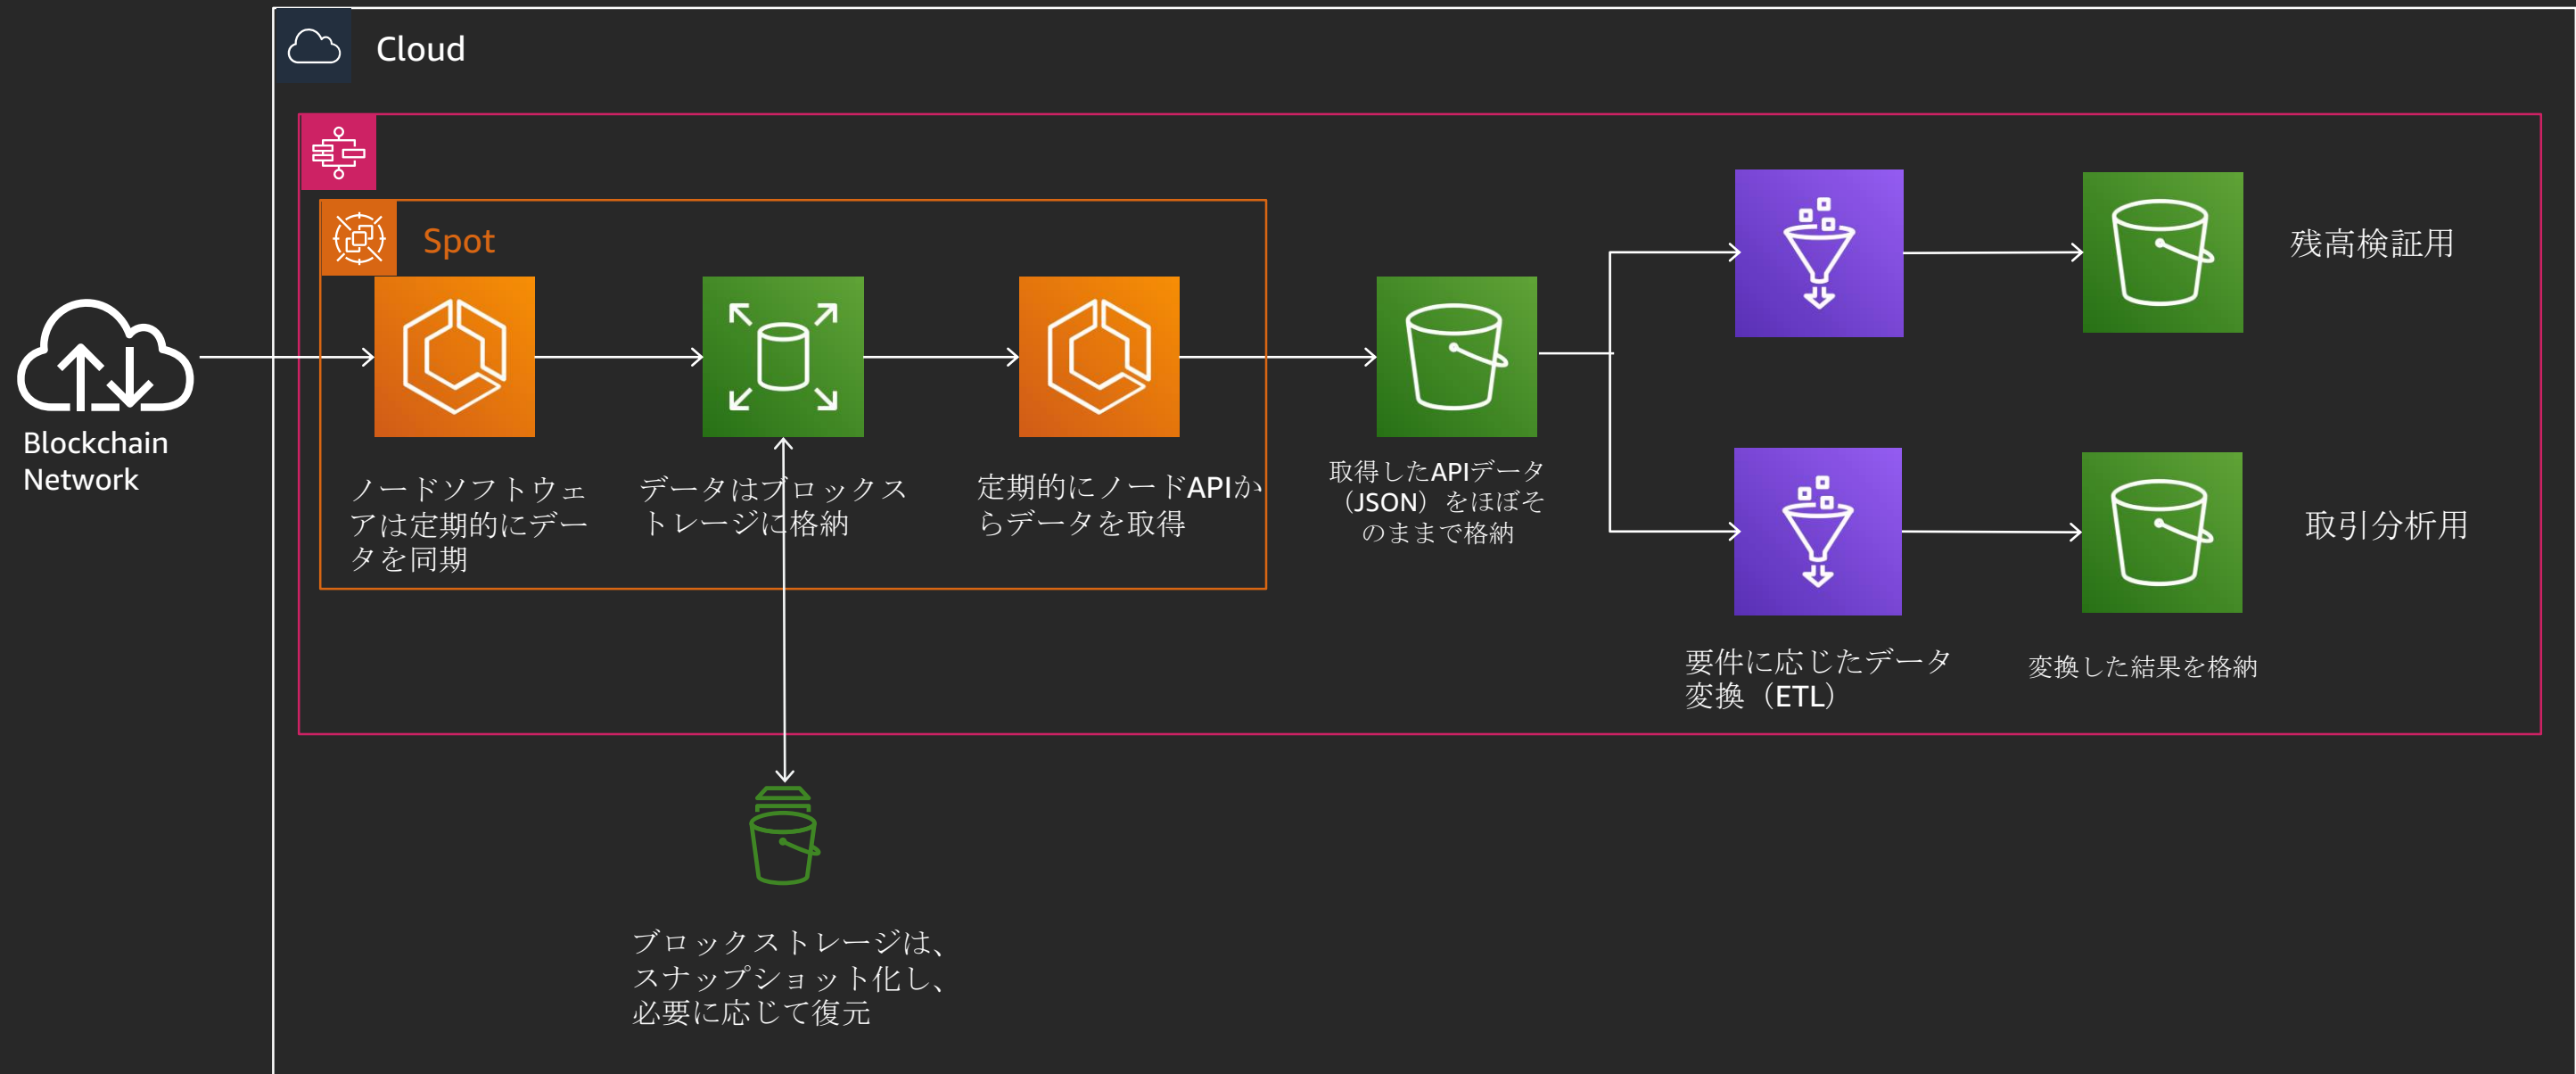 Cloud
Spot
Blockchain
Network
ノードソフトウェ
アは定期的にデー
タを同期
データはブロックス
トレージに格納
定期的にノードAPIか
らデータを取得
取得したAPIデータ
（JSON）をほぼそ
のままで格納
残高検証用
取引分析用
要件に応じたデータ
変換（ETL）
変換した結果を格納
ブロックストレージは、
スナップショット化し、
必要に応じて復元